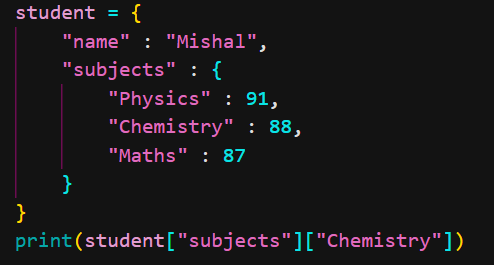 student = {
    "name" : "Mishal",
    "subjects" : {
        "Physics" : 91,
        "Chemistry" : 88,
        "Maths" : 87
    }
}
print(student["subjects"]["Chemistry"])